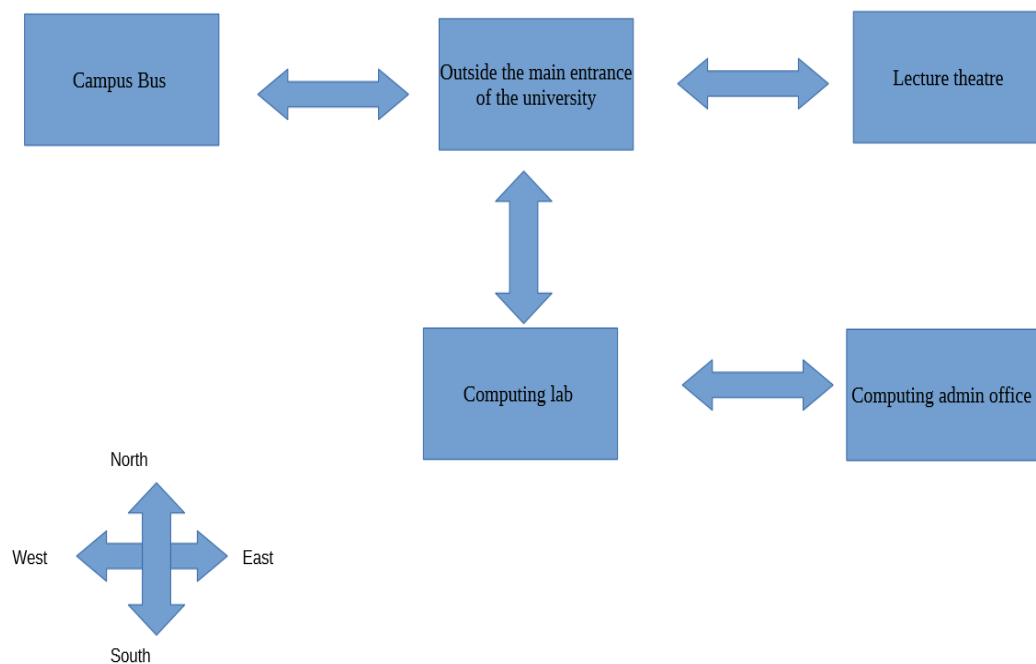 Campus Bus
Outside the main entrance
of the university
Lecture theatre
Computing lab
Computing admin office
North
West
East
South